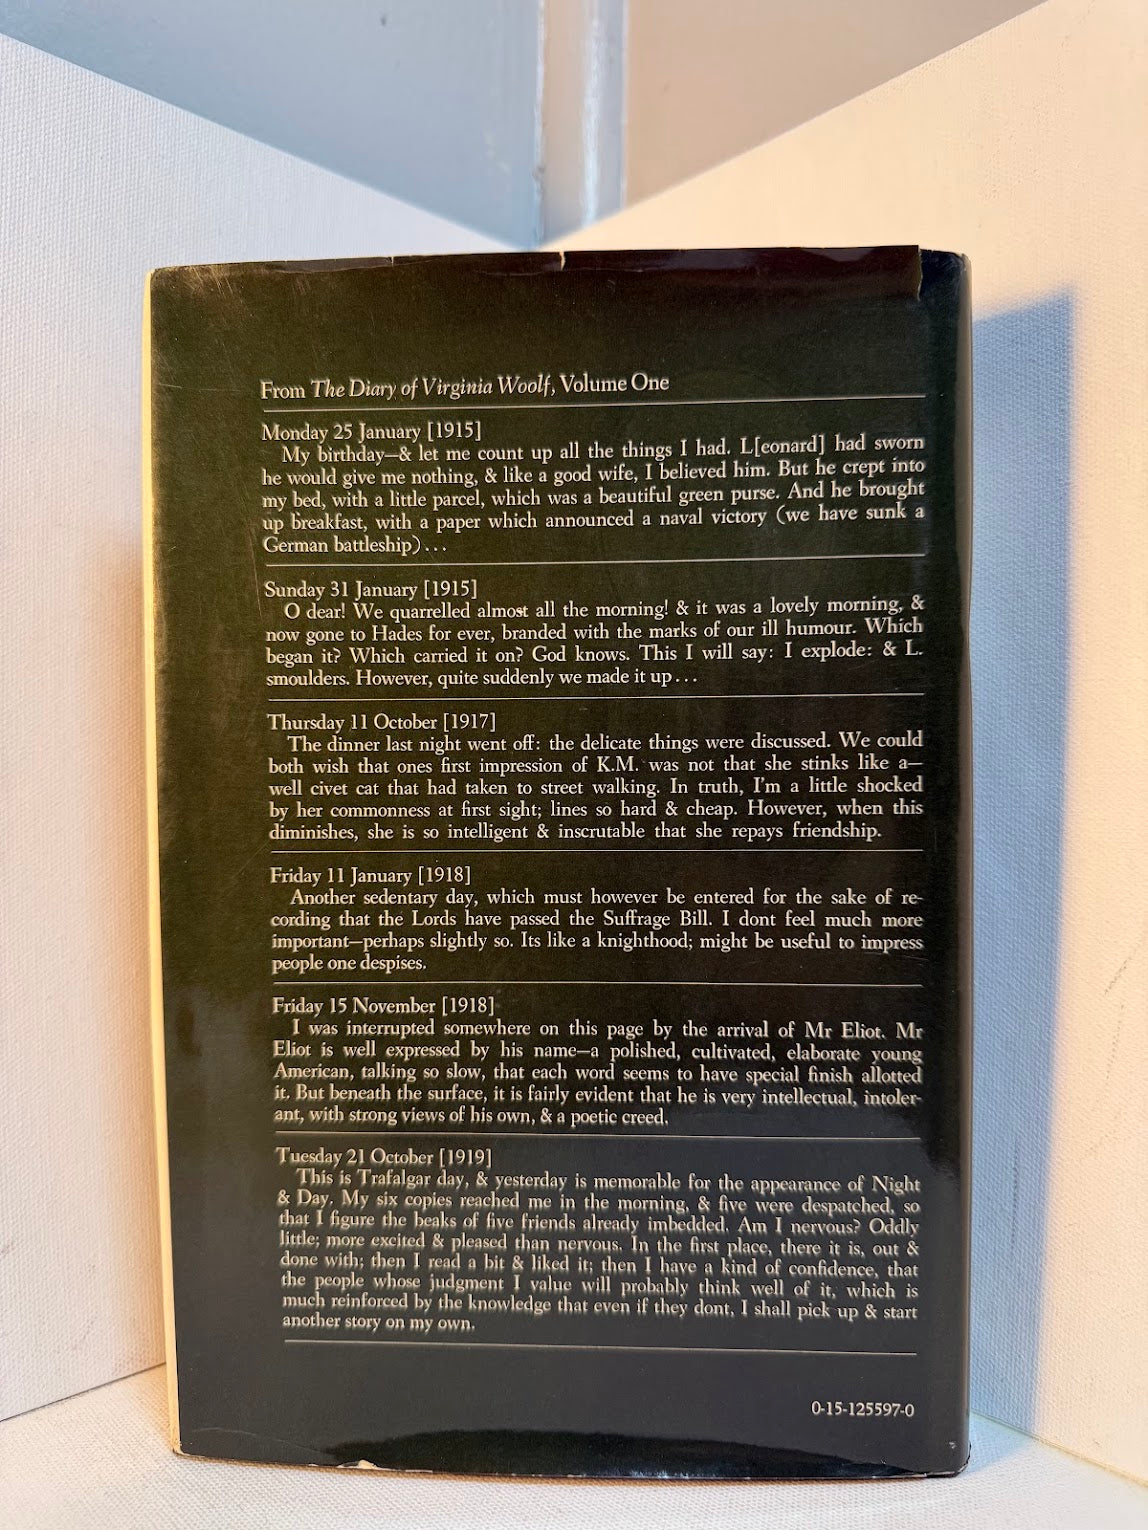 From The Diary of Virginia Woolf, Volume One
Monday 25 January [1915]
My birthday—& let me count up all the things I had. L[eonard] had sworn
he would give me nothing, & like a good wife, I believed him. But he crept into
my bed, with a little parcel, which was a beautiful green purse. And he brought
up breakfast, with a paper which announced a naval victory (we have sunk a
German battleship) . . .
Sunday 31 January [1915]
O dear! We quarrelled almost all the morning! & it was a lovely morning, &
now gone to Hades for ever, branded with the marks of our ill humour. Which
began it? Which carried it on? God knows. This I will say: I explode: & L.
smoulders. However, quite suddenly we made it up . . .
Thursday 11 October [1917]
The dinner last night went off: the delicate things were discussed. We could
both wish that ones first impression of K.M. was not that she stinks like a—
well civet cat that had taken to street walking. In truth, I'm a little shocked
by her commonness at first sight; lines so hard & cheap. However, when this
diminishes, she is so intelligent & inscrutable that she repays friendship.
Friday 11 January [1918]
Another sedentary day, which must however be entered for the sake of re-
cording that the Lords have passed the Suffrage Bill. I dont feel much more
important—perhaps slightly so. Its like a knighthood; might be useful to impress
people one despises.
Friday 15 November [1918]
I was interrupted somewhere on this page by the arrival of Mr Eliot. Mr
Eliot is well expressed by his name—a polished, cultivated, elaborate young
American, talking so slow, that each word seems to have special finish allotted
it. But beneath the surface, it is fairly evident that he is very intellectual, intoler-
ant, with strong views of his own, & a poetic creed.
Tuesday 21 October [1919]
This is Trafalgar day, & yesterday is memorable for the appearance of Night
& Day. My six copies reached me in the morning, & five were despatched, so
that I figure the beaks of five friends already imbedded. Am I nervous? Oddly
little; more excited & pleased than nervous. In the first place, there it is, out &
done with; then I read a bit & liked it; then I have a kind of confidence, that
the people whose judgment I value will probably think well of it, which is
much reinforced by the knowledge that even if they dont, I shall pick up & start
another story on my own.
0-15-125597-0